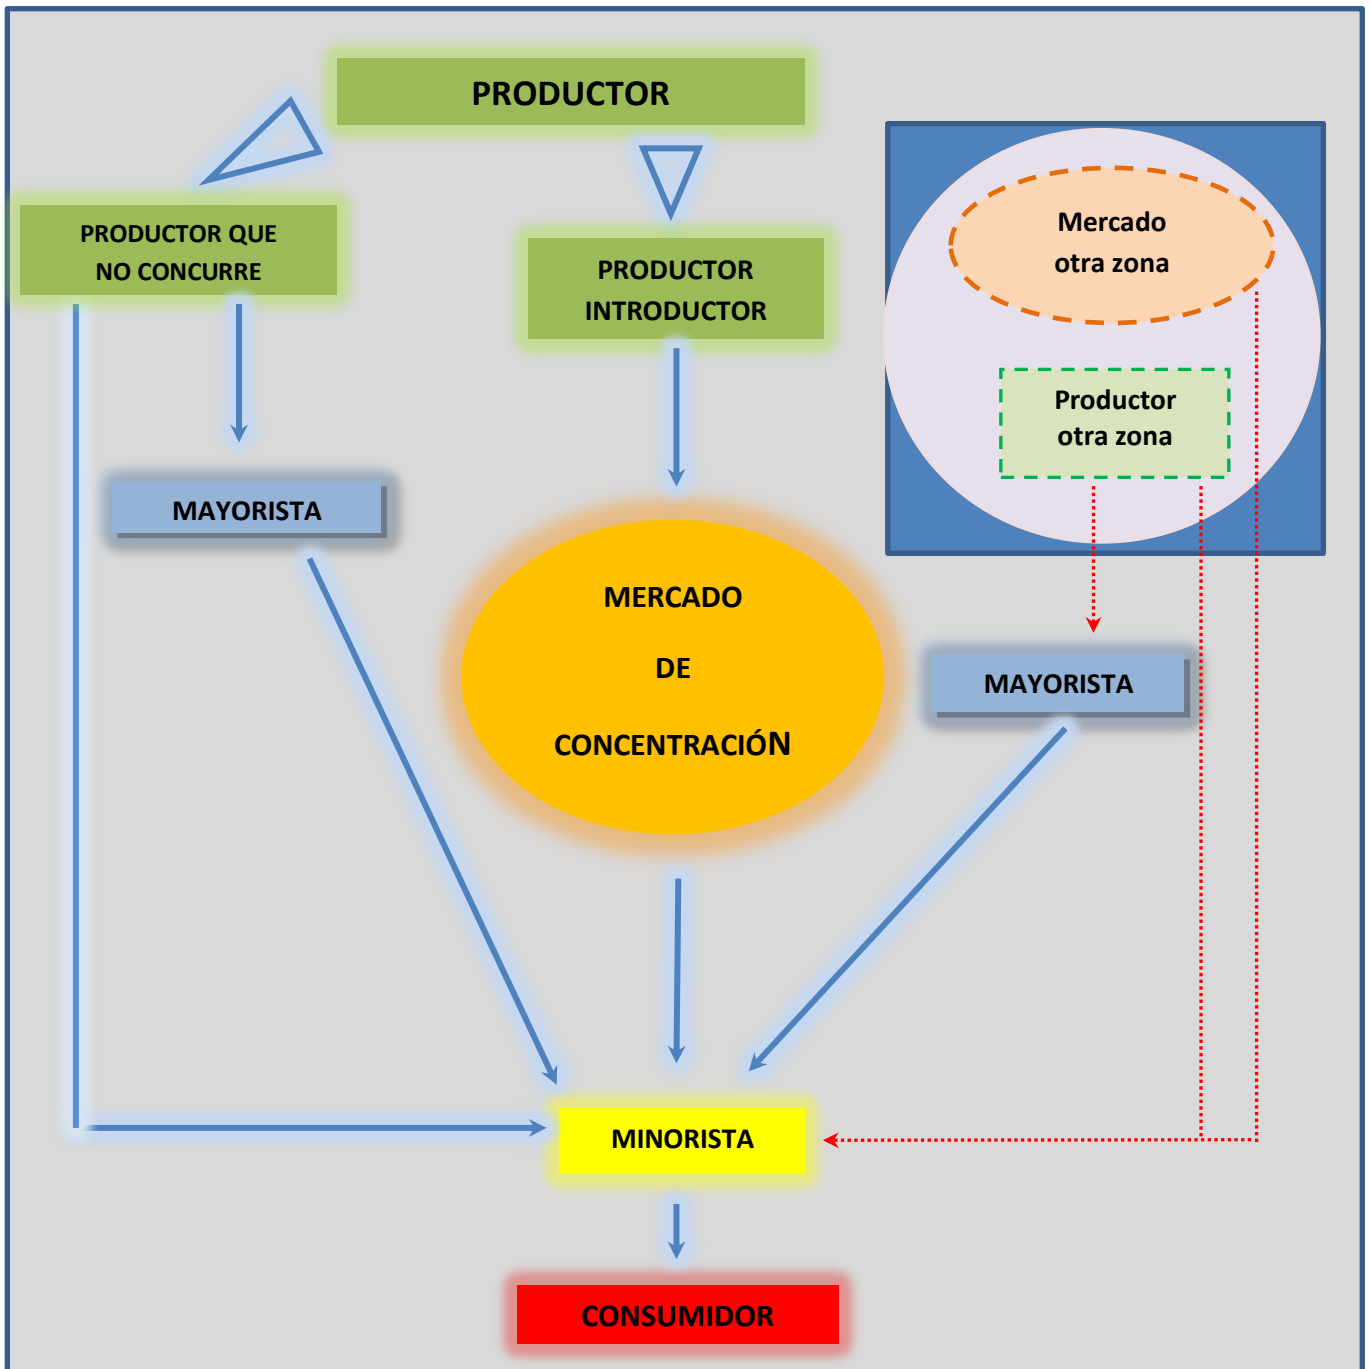 PRODUCTOR
PRODUCTOR QUE
NO CONCURRE
PRODUCTOR
INTRODUCTOR
Mercado
otra zona
Productor
otra zona
MAYORISTA
MERCADO
DE
CONCENTRACIÓN
MAYORISTA
MINORISTA
CONSUMIDOR